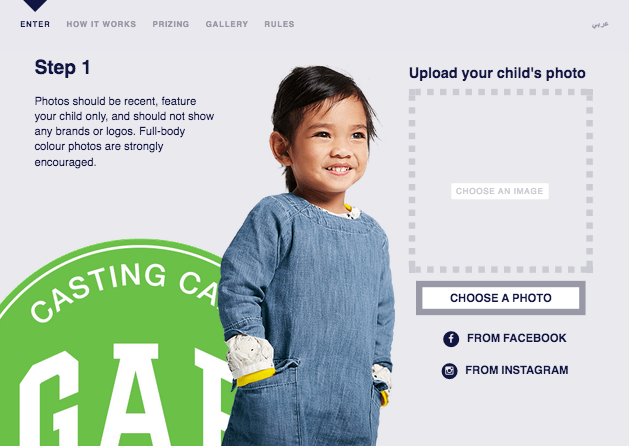 ENTER HOW IT WORKS PRIZING GALLERY RULES عربي
Step 1
Photos should be recent, feature
your child only, and should not show
any brands or logos. Full-body
colour photos are strongly
encouraged.
Upload your child's photo
CHOOSE AN IMAGE
CHOOSE A PHOTO
FROM FACEBOOK
FROM INSTAGRAM
CASTING CA
GAP